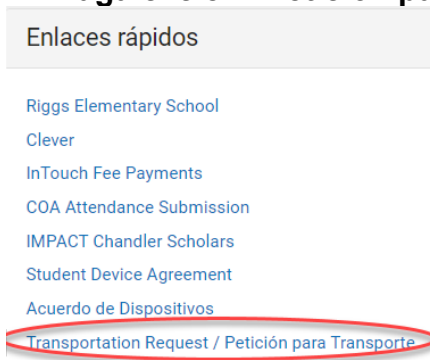 Enlaces rápidos
Riggs Elementary School
Clever
InTouch Fee Payments
COA Attendance Submission
IMPACT Chandler Scholars
Student Device Agreement
Acuerdo de Dispositivos
Transportation Request / Petición para Transporte